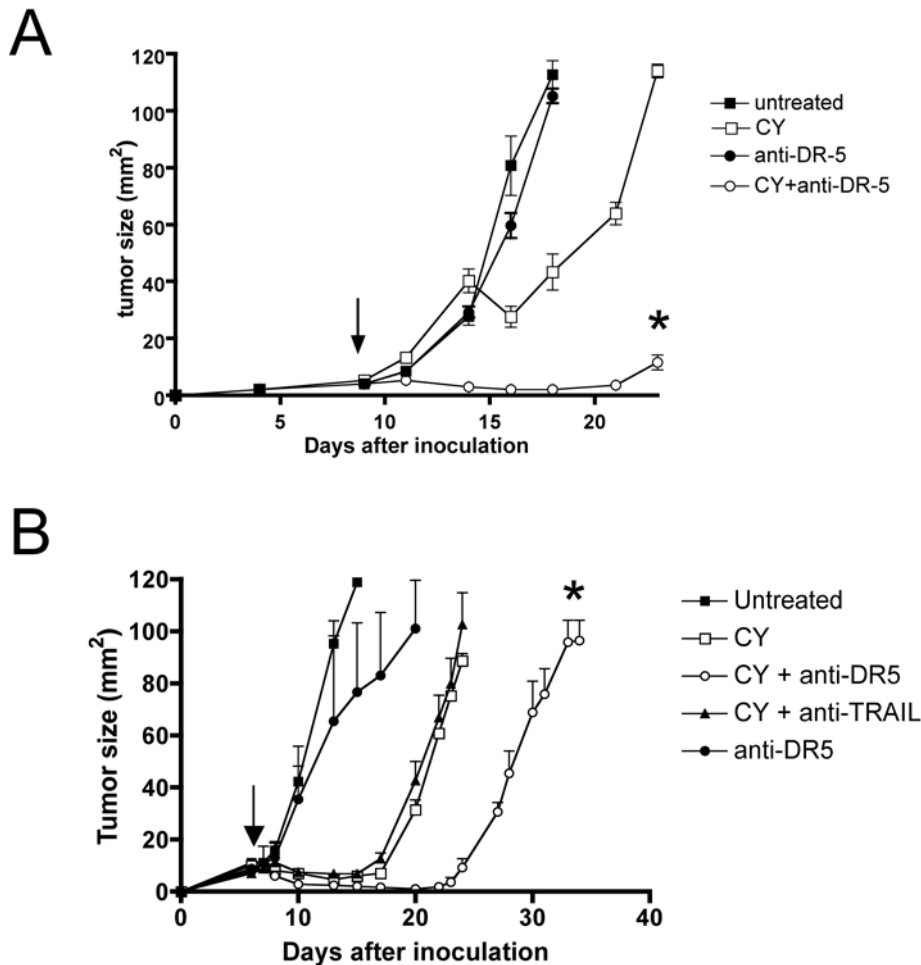 A
120
100
80
60
40
20
0
tumor size (mm²)
0 5 10 15 20
Days after inoculation
*
untreated
CY
anti-DR-5
CY+anti-DR-5
B
120
100
80
60
40
20
0
Tumor size (mm²)
0 10 20 30 40
Days after inoculation
*
Untreated
CY
CY + anti-DR5
CY + anti-TRAIL
anti-DR5